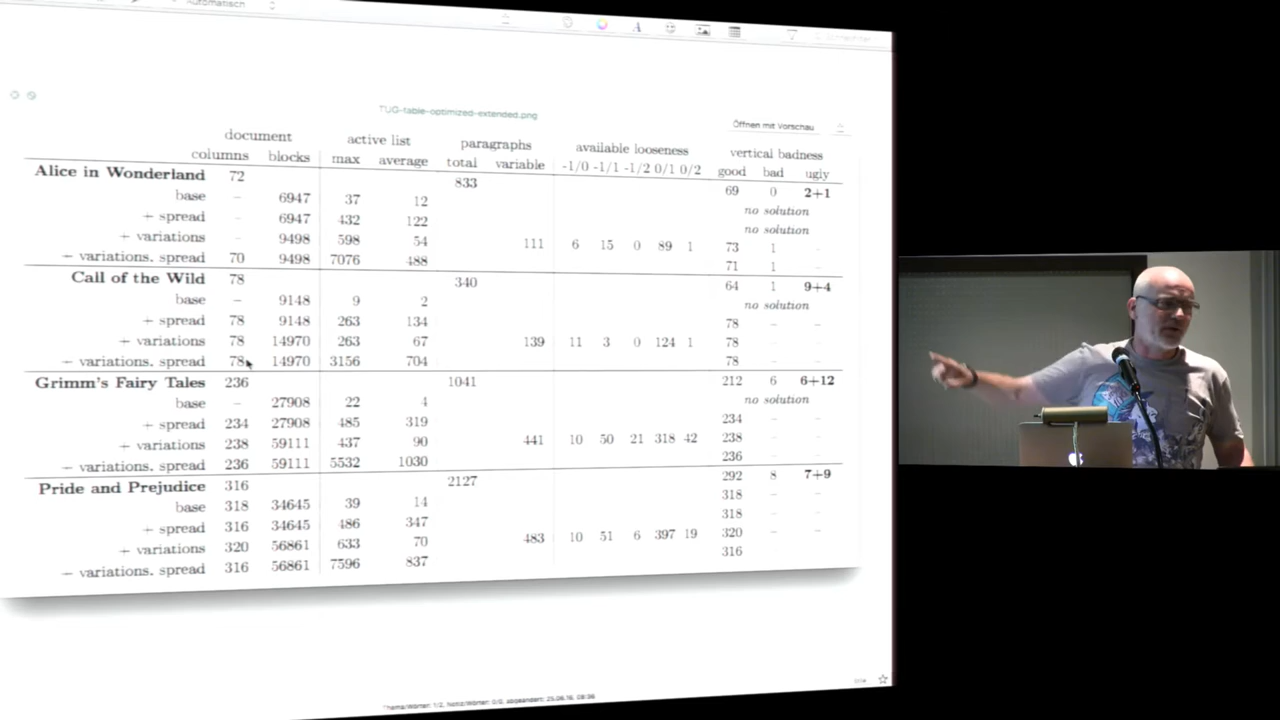 Automatisch
TUG-table-optimized-extended.png
Öffnen mit Vorschau
document active list paragraphs available looseness vertical badness
columns blocks max average total variable -1/0 -1/1 -1/2 0/1 0/2 good bad ugly
Alice in Wonderland 72 833 69 0 2+1
base – 6947 37 12 no solution
+ spread – 6947 432 122 no solution
+ variations – 9498 598 54 111 6 15 0 89 1 73 1 –
+ variations, spread 70 9498 7076 488 71 1 –
Call of the Wild 78 340 64 1 9+4
base – 9148 9 2 no solution
+ spread 78 9148 263 134 78 – –
+ variations 78 14970 263 67 139 11 3 0 124 1 78 – –
+ variations, spread 78 14970 3156 704 78 – –
Grimm's Fairy Tales 236 1041 212 6 6+12
base – 27908 22 4 no solution
+ spread 234 27908 485 319 234 – –
+ variations 238 59111 437 90 441 10 50 21 318 42 238 – –
+ variations, spread 236 59111 5532 1030 236 – –
Pride and Prejudice 316 2127 292 8 7+9
base 318 34645 39 14 318 – –
+ spread 316 34645 486 347 318 – –
+ variations 320 56861 633 70 483 10 51 6 397 19 320 – –
+ variations, spread 316 56861 7596 837 316